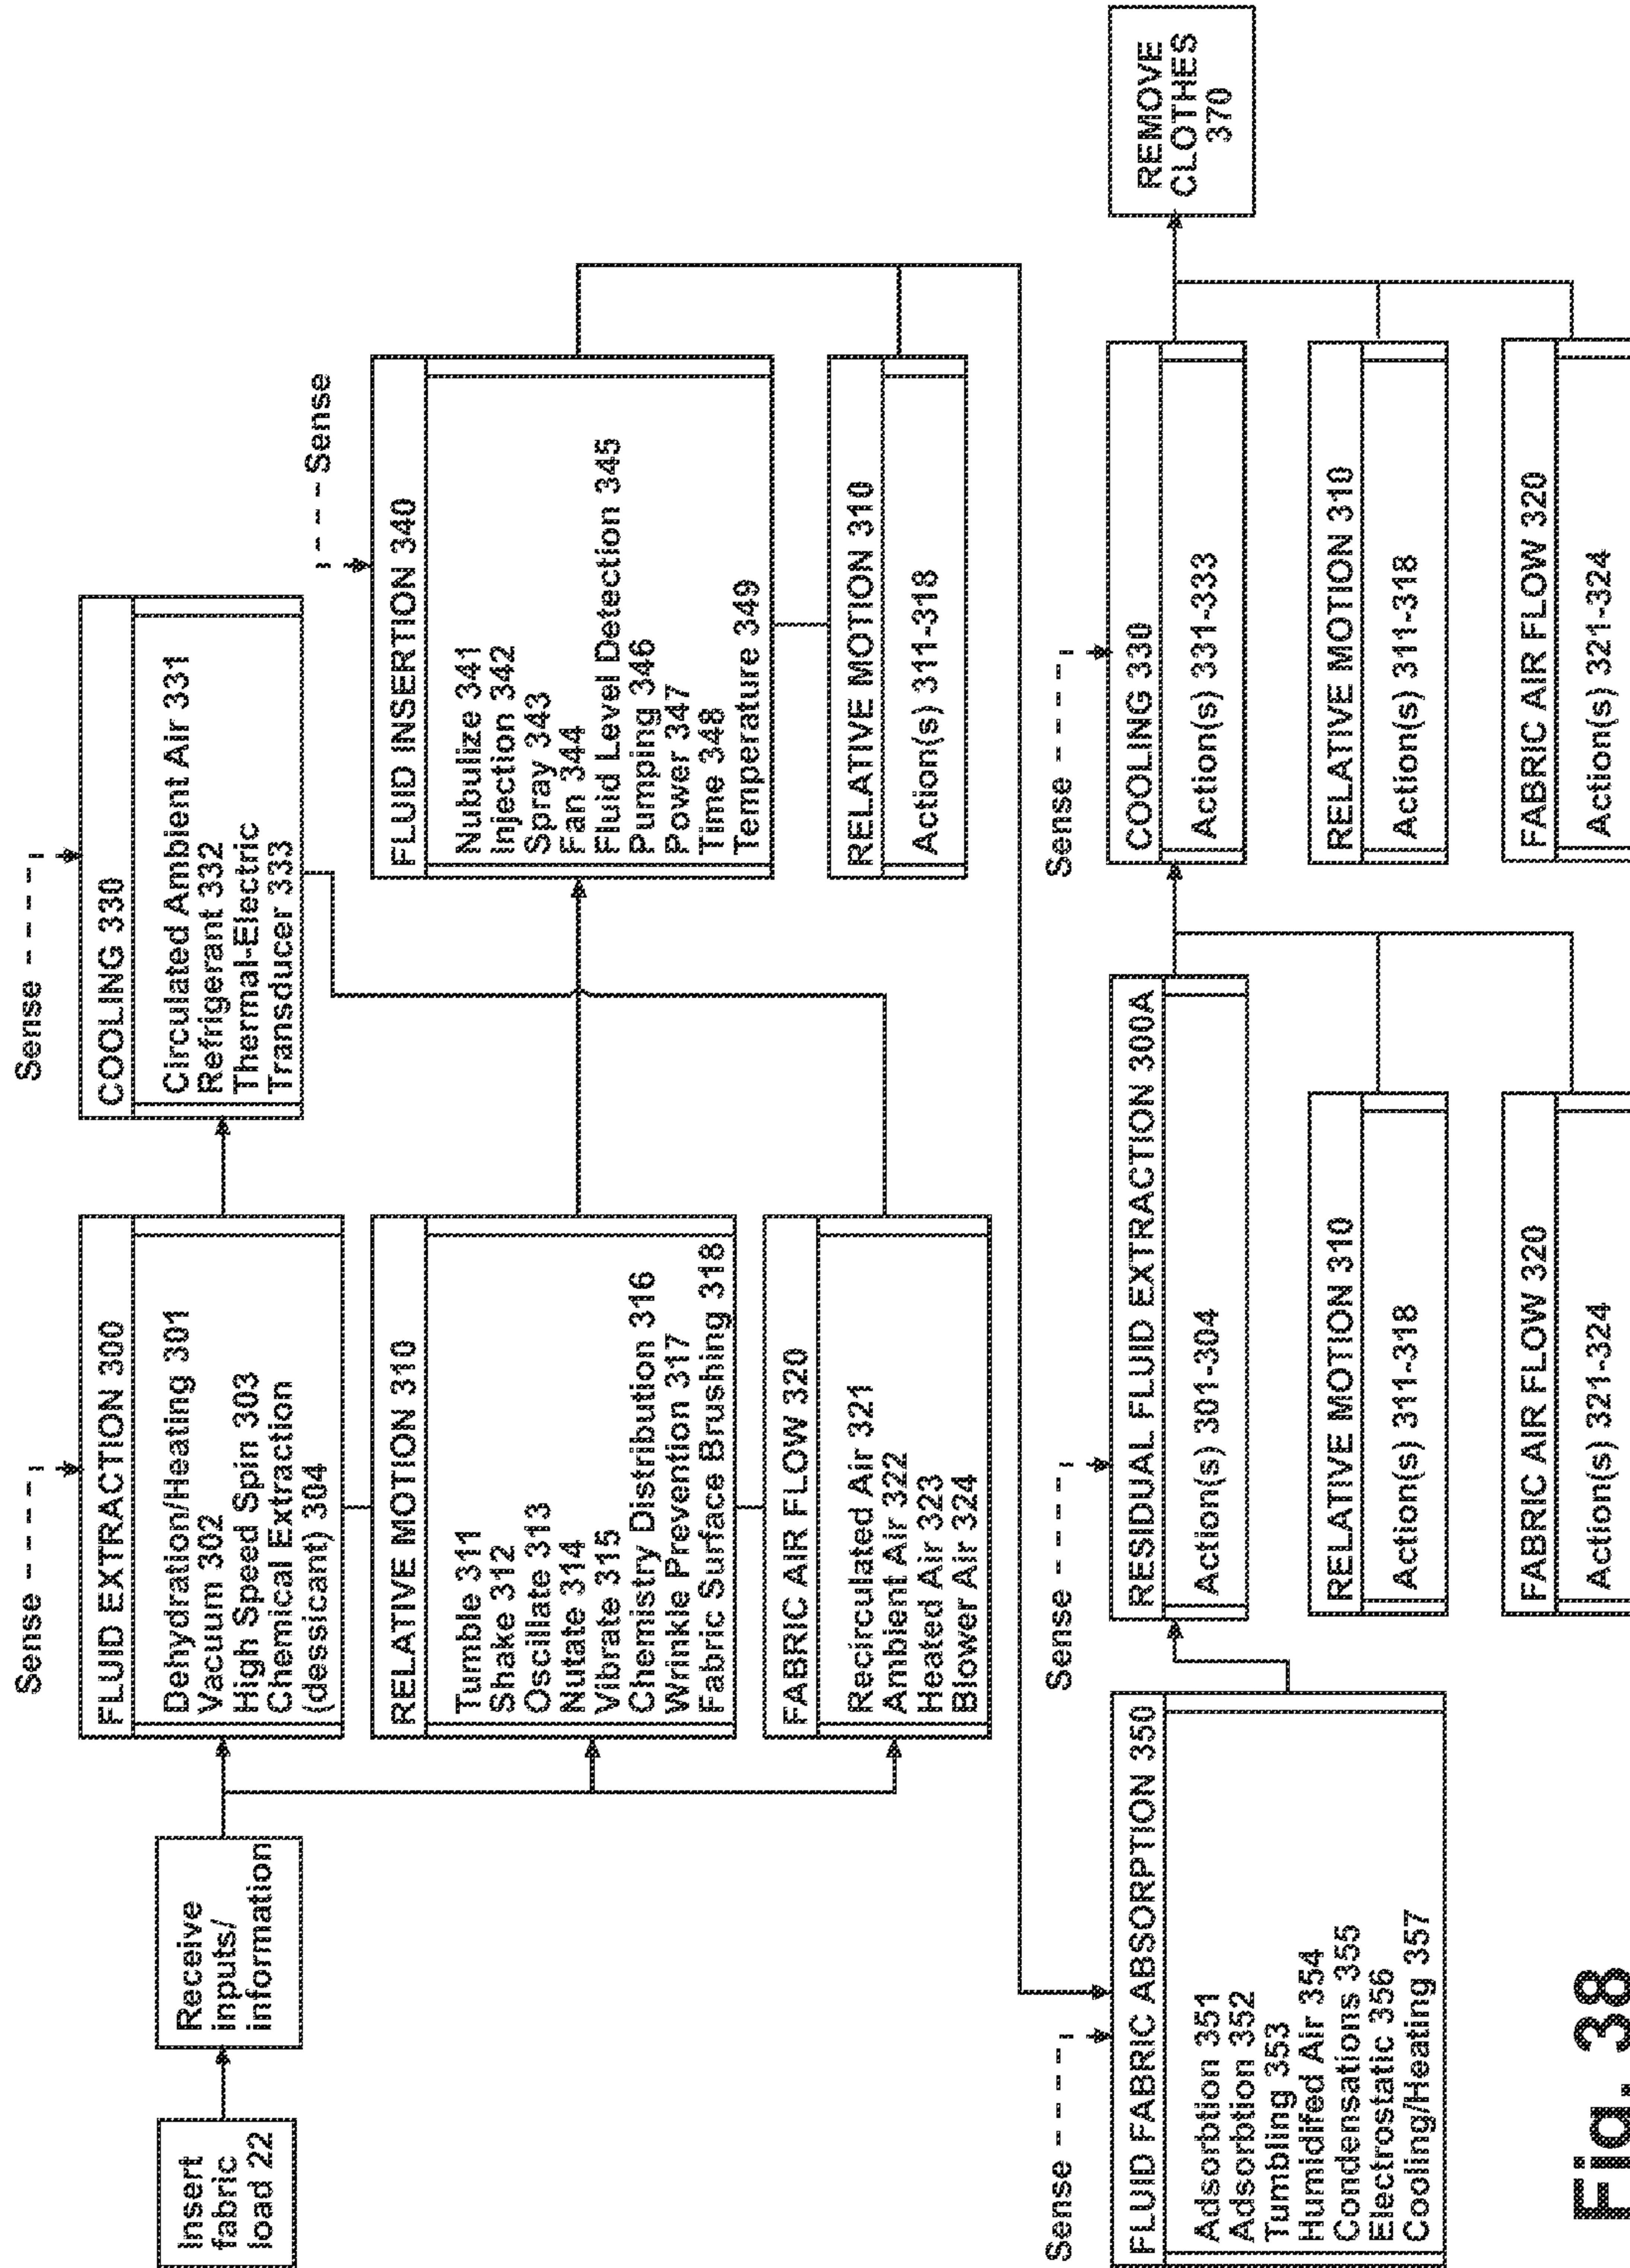 Insert
fabric
load 22
Receive
inputs/
information
Sense
FLUID EXTRACTION 300
Dehydration/Heating 301
Vacuum 302
High Speed Spin 303
Chemical Extraction
(dessicant) 304
RELATIVE MOTION 310
Tumble 311
Shake 312
Oscillate 313
Nutate 314
Vibrate 315
Chemistry Distribution 316
Wrinkle Prevention 317
Fabric Surface Brushing 318
FABRIC AIR FLOW 320
Recirculated Air 321
Ambient Air 322
Heated Air 323
Blower Air 324
Sense
COOLING 330
Circulated Ambient Air 331
Refrigerant 332
Thermal-Electric
Transducer 333
Sense
FLUID INSERTION 340
Nubulize 341
Injection 342
Spray 343
Fan 344
Fluid Level Detection 345
Pumping 346
Power 347
Time 348
Temperature 349
RELATIVE MOTION 310
Action(s) 311-318
Sense
FLUID FABRIC ABSORPTION 350
Adsorbtion 351
Adsorbtion 352
Tumbling 353
Humidifed Air 354
Condensations 355
Electrostatic 356
Cooling/Heating 357
Sense
RESIDUAL FLUID EXTRACTION 300A
Action(s) 301-304
RELATIVE MOTION 310
Action(s) 311-318
FABRIC AIR FLOW 320
Action(s) 321-324
Sense
COOLING 330
Action(s) 331-333
RELATIVE MOTION 310
Action(s) 311-318
FABRIC AIR FLOW 320
Action(s) 321-324
REMOVE
CLOTHES
370
Fig. 38